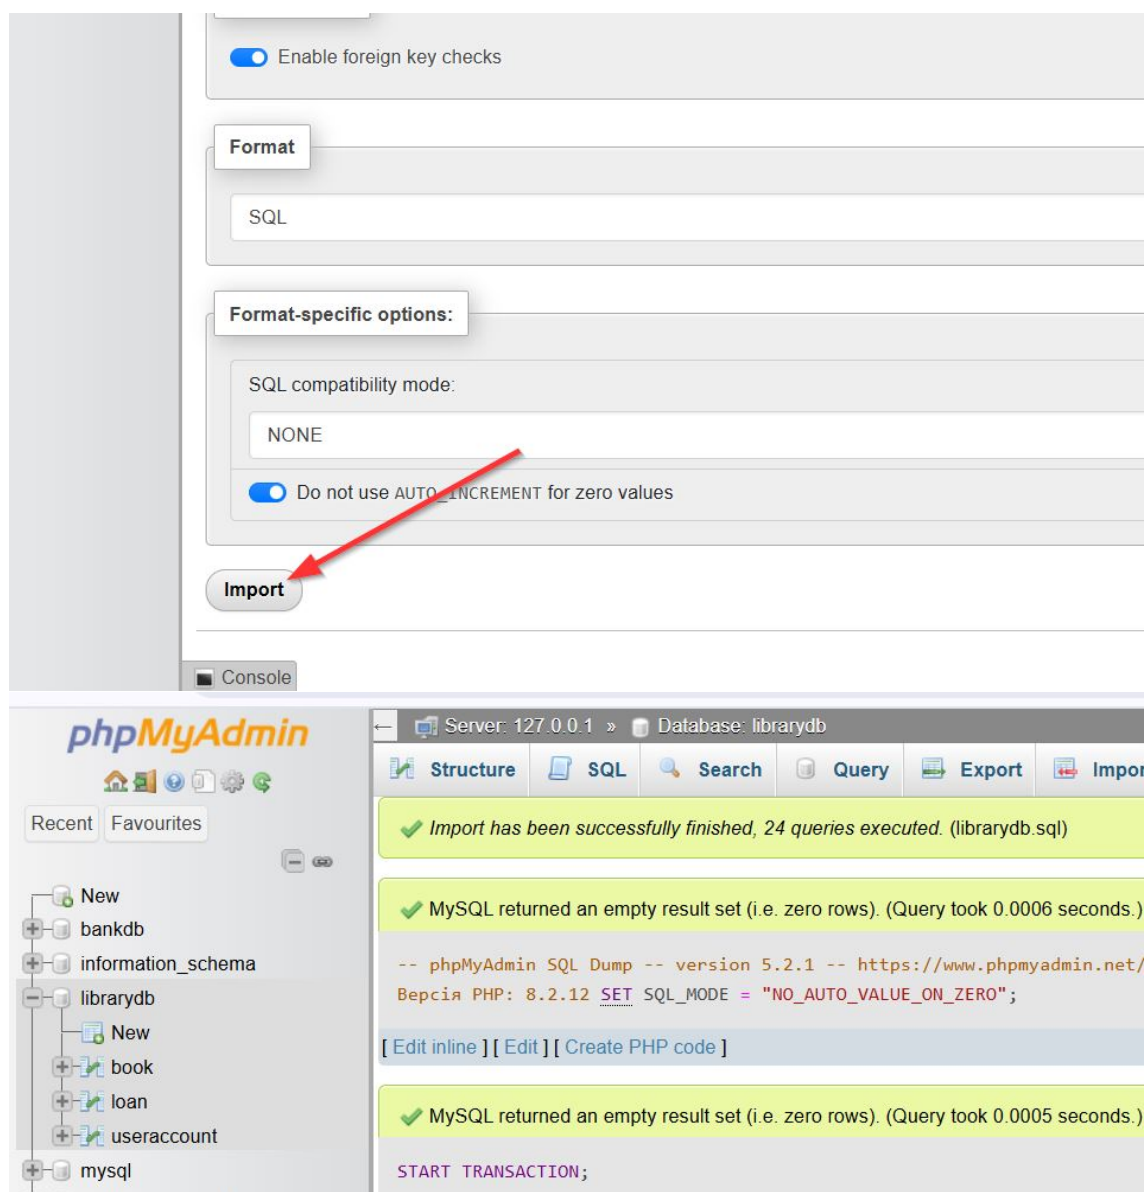 Enable foreign key checks
Format
SQL
Format-specific options:
SQL compatibility mode:
NONE
Do not use AUTO_INCREMENT for zero values
Import
Console
phpMyAdmin
Recent Favourites
New
bankdb
information_schema
librarydb
New
book
loan
useraccount
mysql
← Server: 127.0.0.1 » Database: librarydb
Structure SQL Search Query Export Impor
Import has been successfully finished, 24 queries executed. (librarydb.sql)
MySQL returned an empty result set (i.e. zero rows). (Query took 0.0006 seconds.)
-- phpMyAdmin SQL Dump -- version 5.2.1 -- https://www.phpmyadmin.net/
Версія PHP: 8.2.12 SET SQL_MODE = "NO_AUTO_VALUE_ON_ZERO";
[ Edit inline ] [ Edit ] [ Create PHP code ]
MySQL returned an empty result set (i.e. zero rows). (Query took 0.0005 seconds.)
START TRANSACTION;